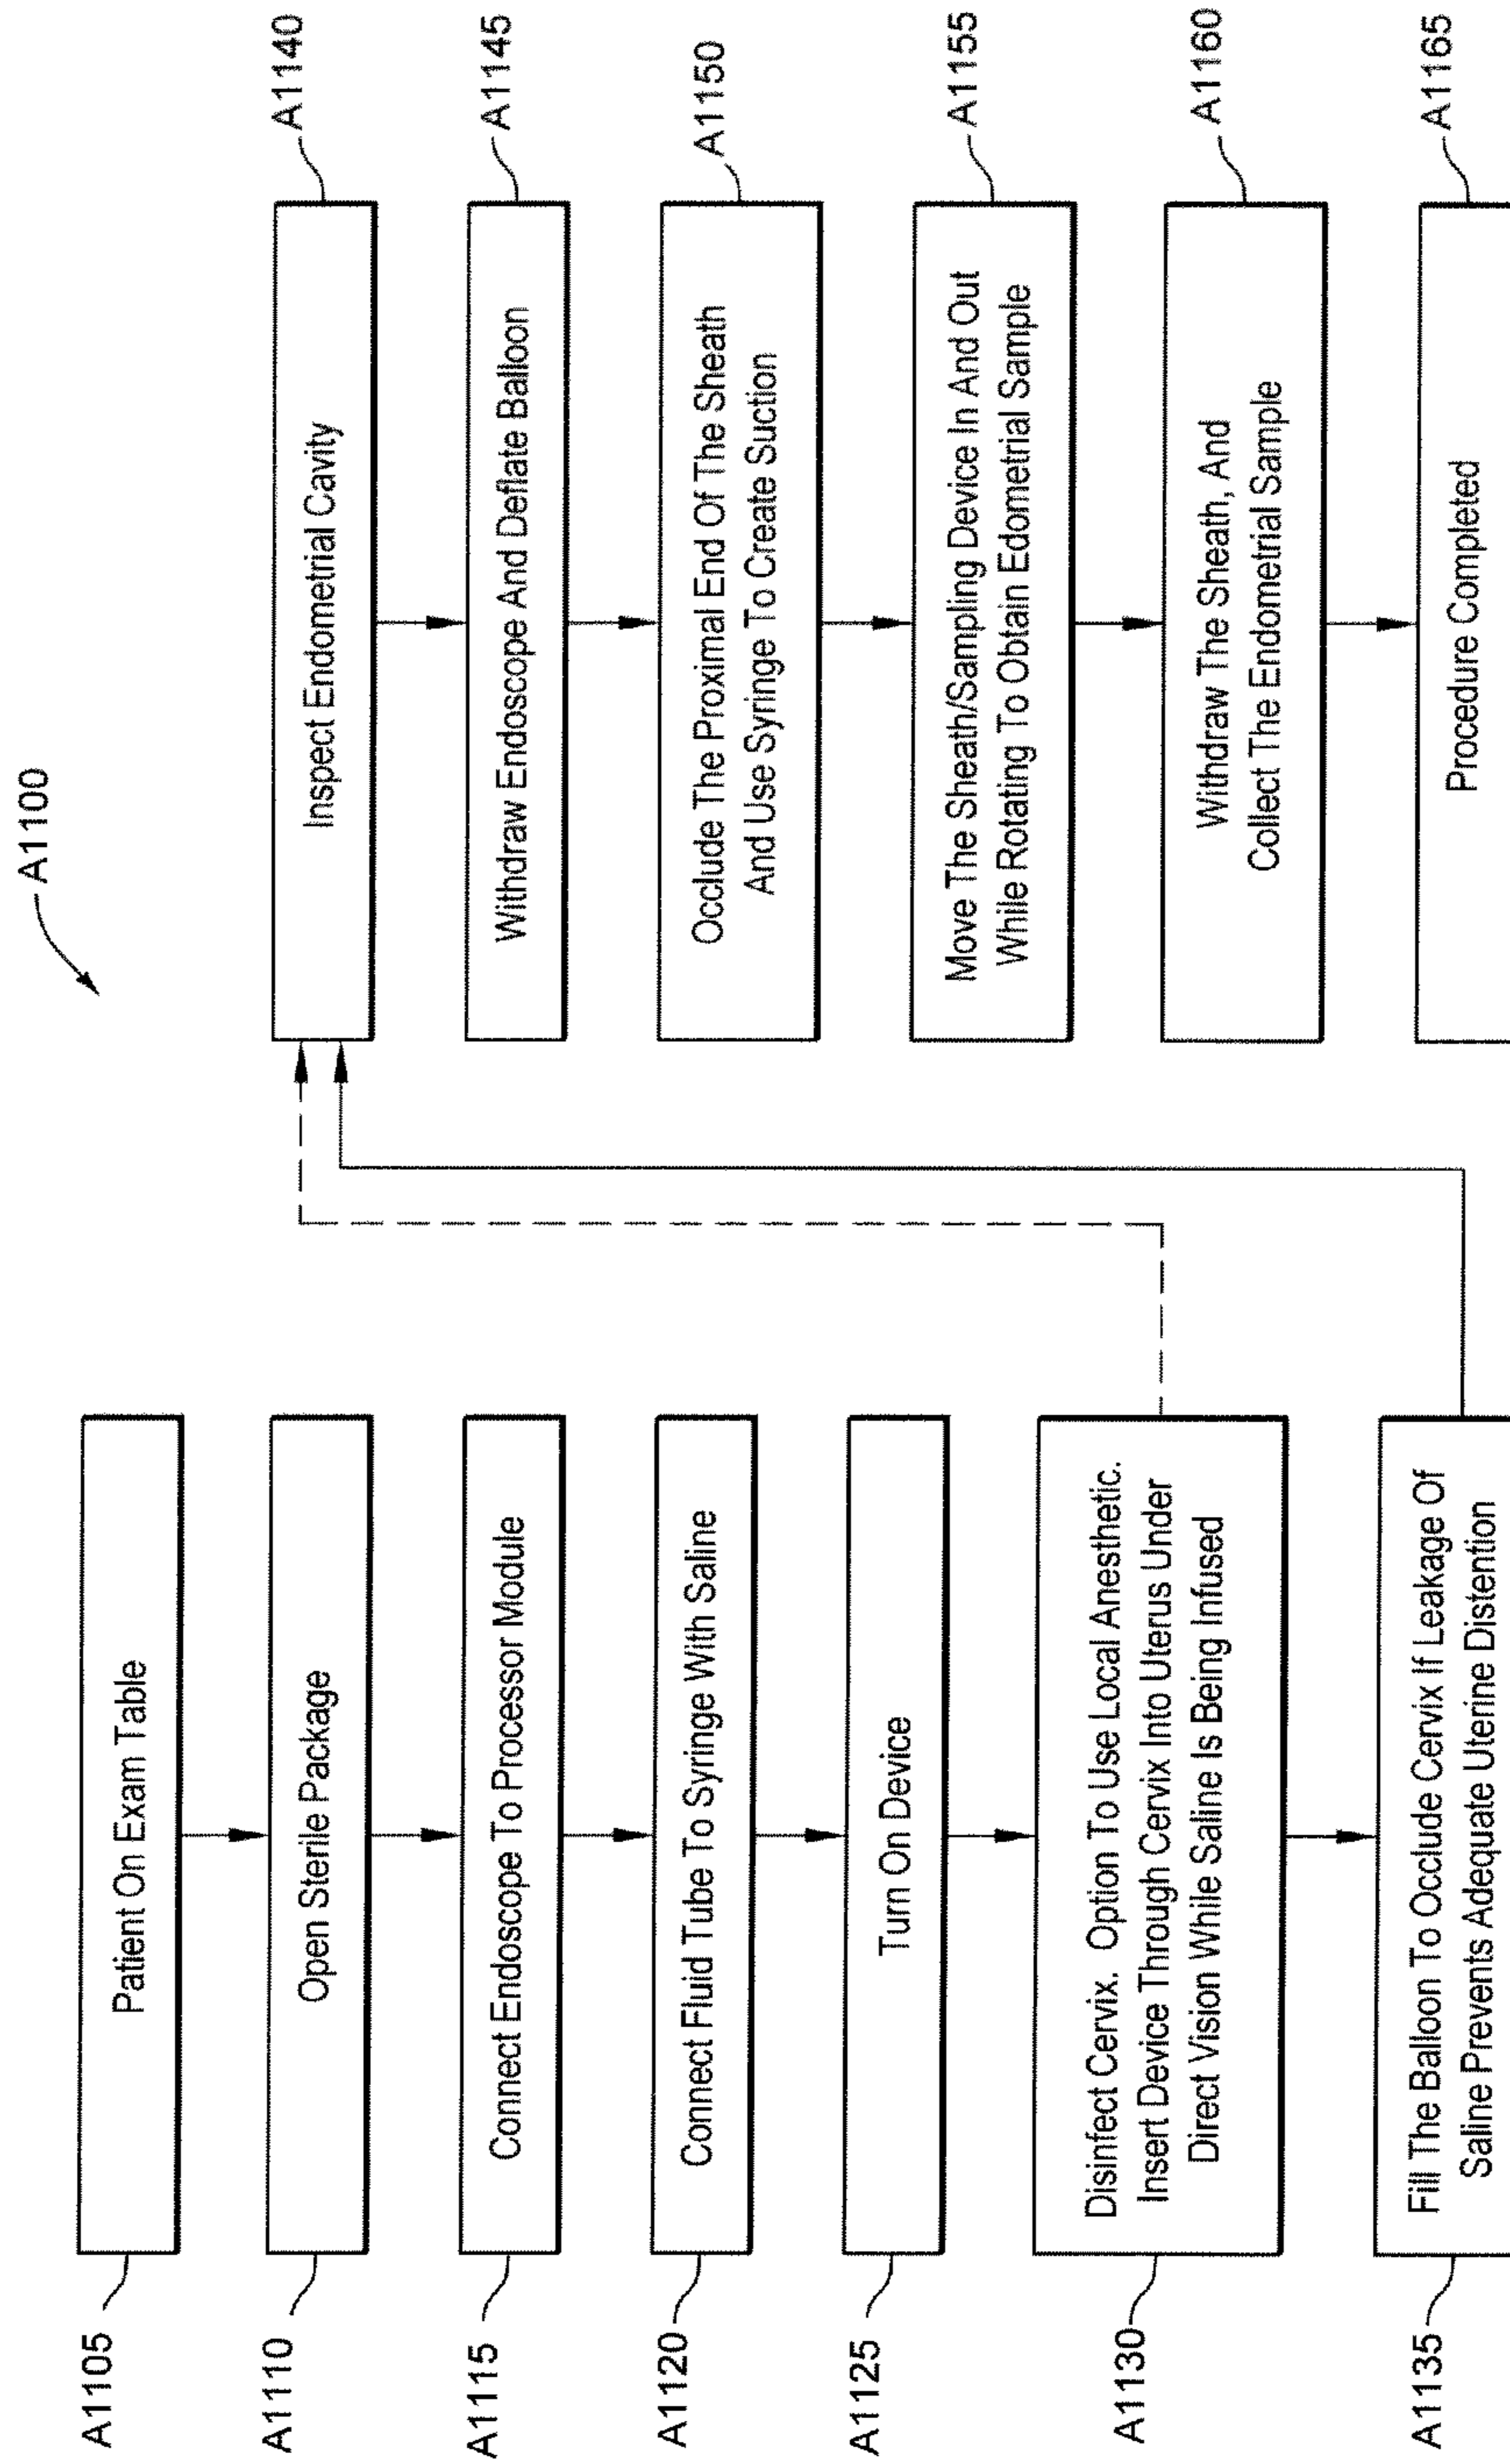 A1100
A1105
Patient On Exam Table
A1110
Open Sterile Package
A1115
Connect Endoscope To Processor Module
A1120
Connect Fluid Tube To Syringe With Saline
A1125
Turn On Device
A1130
Disinfect Cervix. Option To Use Local Anesthetic.
Insert Device Through Cervix Into Uterus Under
Direct Vision While Saline Is Being Infused
A1135
Fill The Balloon To Occlude Cervix If Leakage Of
Saline Prevents Adequate Uterine Distention
A1140
Inspect Endometrial Cavity
A1145
Withdraw Endoscope And Deflate Balloon
A1150
Occlude The Proximal End Of The Sheath
And Use Syringe To Create Suction
A1155
Move The Sheath/Sampling Device In And Out
While Rotating To Obtain Edometrial Sample
A1160
Withdraw The Sheath, And
Collect The Endometrial Sample
A1165
Procedure Completed